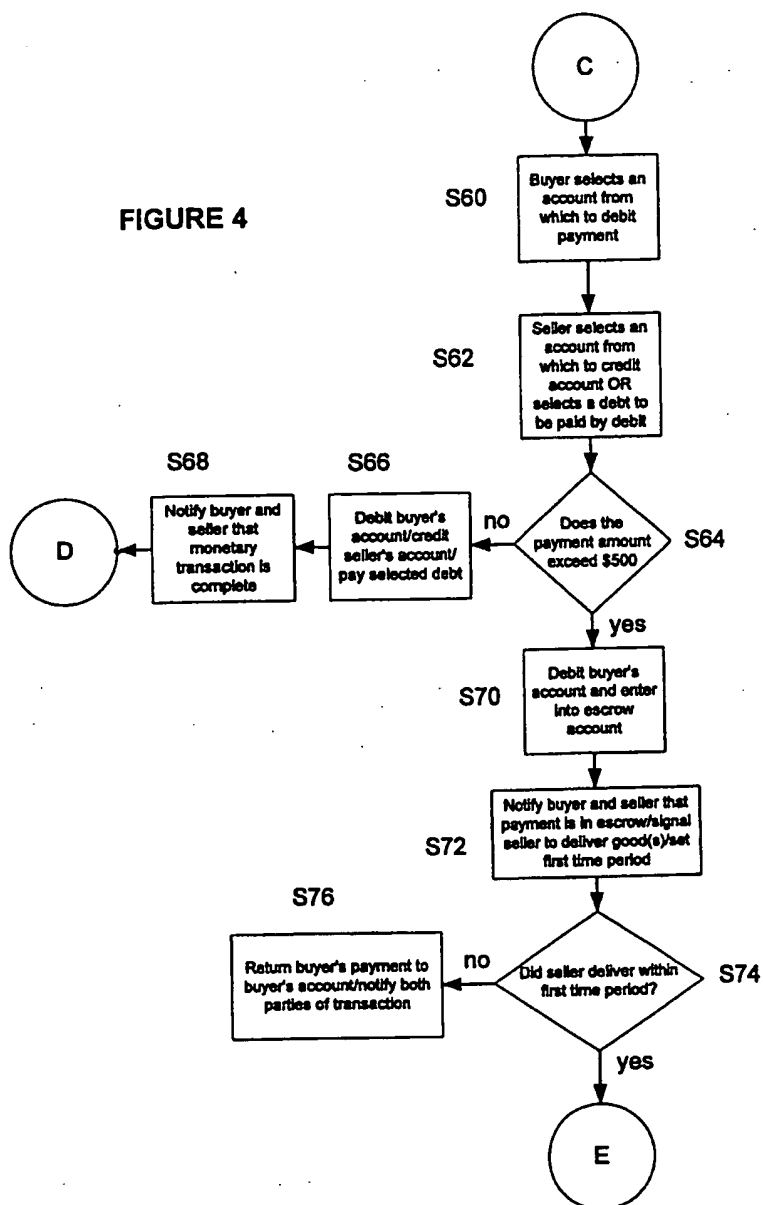 C
S60
Buyer selects an
account from
which to debit
payment
FIGURE 4
S62
Seller selects an
account from
which to credit
account OR
selects a debt to
be paid by debit
S68
S66
D
Notify buyer and
seller that
monetary
transaction is
complete
Debit buyer's
account/credit
seller's account/
pay selected debt
no
Does the
payment amount
exceed $500
S64
yes
S70
Debit buyer's
account and enter
into escrow
account
S72
Notify buyer and seller that
payment is in escrow/signal
seller to deliver good(s)/set
first time period
S76
Return buyer's payment to
buyer's account/notify both
parties of transaction
no
Did seller deliver within
first time period?
S74
yes
E